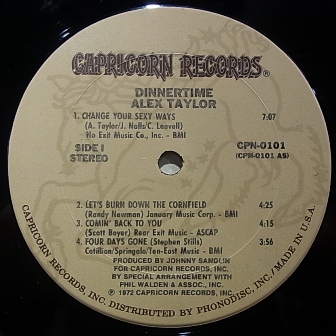 CAPRICORN RECORDS®
DINNERTIME
ALEX TAYLOR
1. CHANGE YOUR SEXY WAYS 7:07
(A. Taylor/J. Nalls/C. Leavell)
No Exit Music Co., Inc. - BMI
SIDE I CPN-0101
STEREO (CPN-0101 AS)
2. LET'S BURN DOWN THE CORNFIELD 4:25
(Randy Newman) January Music Corp. - BMI
3. COMIN' BACK TO YOU 4:15
(Scott Boyer) Rear Exit Music - ASCAP
4. FOUR DAYS GONE (Stephen Stills) 3:56
Cotillion/Springalo/Ten-East Music - BMI
PRODUCED BY JOHNNY SANDLIN
FOR CAPRICORN RECORDS, INC.
BY SPECIAL ARRANGEMENT WITH
PHIL WALDEN & ASSOC., INC.
℗ 1972 CAPRICORN RECORDS, INC.
CAPRICORN RECORDS, INC. DISTRIBUTED BY PHONODISC, INC./MADE IN U.S.A.